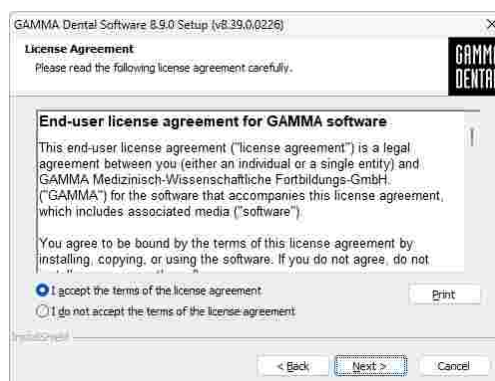 GAMMA Dental Software 8.9.0 Setup (v8.39.0.0226)
License Agreement
Please read the following license agreement carefully.
GAMMA
DENTAL
End-user license agreement for GAMMA software
This end-user license agreement ("license agreement") is a legal
agreement between you (either an individual or a single entity) and
GAMMA Medizinisch-Wissenschaftliche Fortbildungs-GmbH.
("GAMMA") for the software that accompanies this license agreement,
which includes associated media ("software").
You agree to be bound by the terms of this license agreement by
installing, copying, or using the software. If you do not agree, do not
I accept the terms of the license agreement
Print
I do not accept the terms of the license agreement
InstallShield
< Back
Next >
Cancel